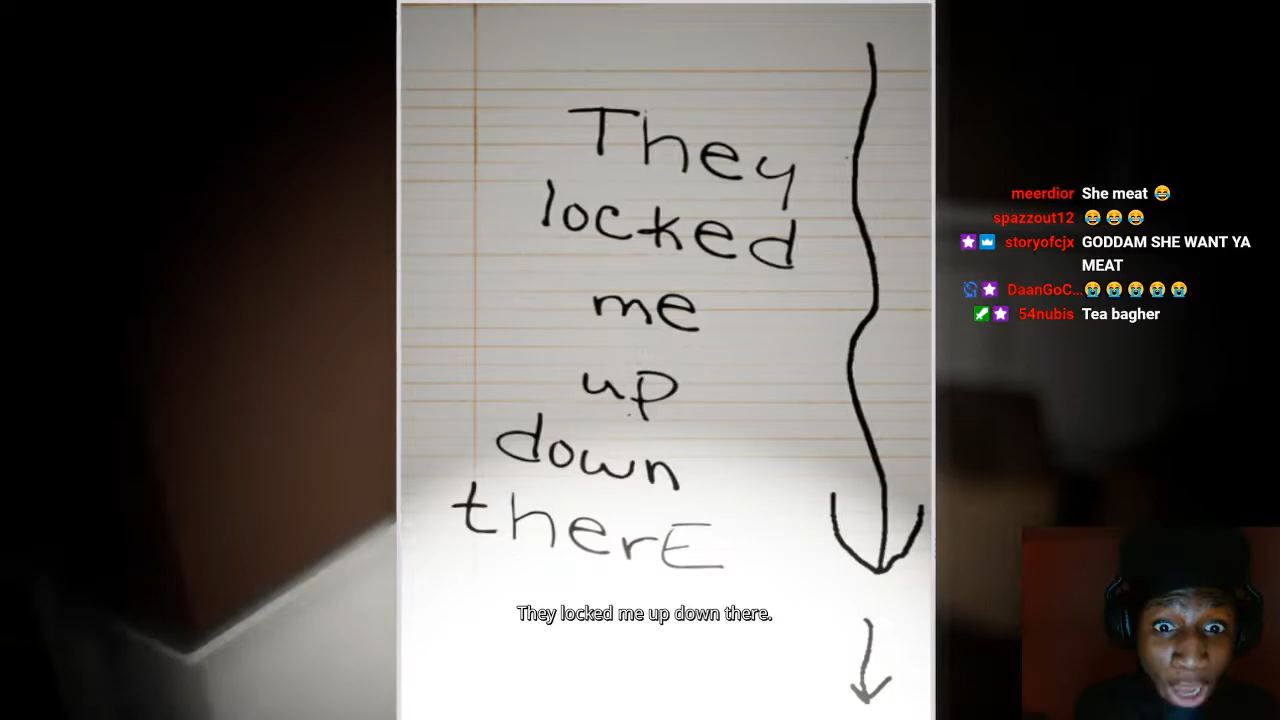 They
locked
me
up
down
therE
They locked me up down there.
meerdior She meat 😂
spazzout12 😂😂😂
storyofcjx GODDAM SHE WANT YA
MEAT
DaanGoC... 😭😭😭😭😭
54nubis Tea bagher